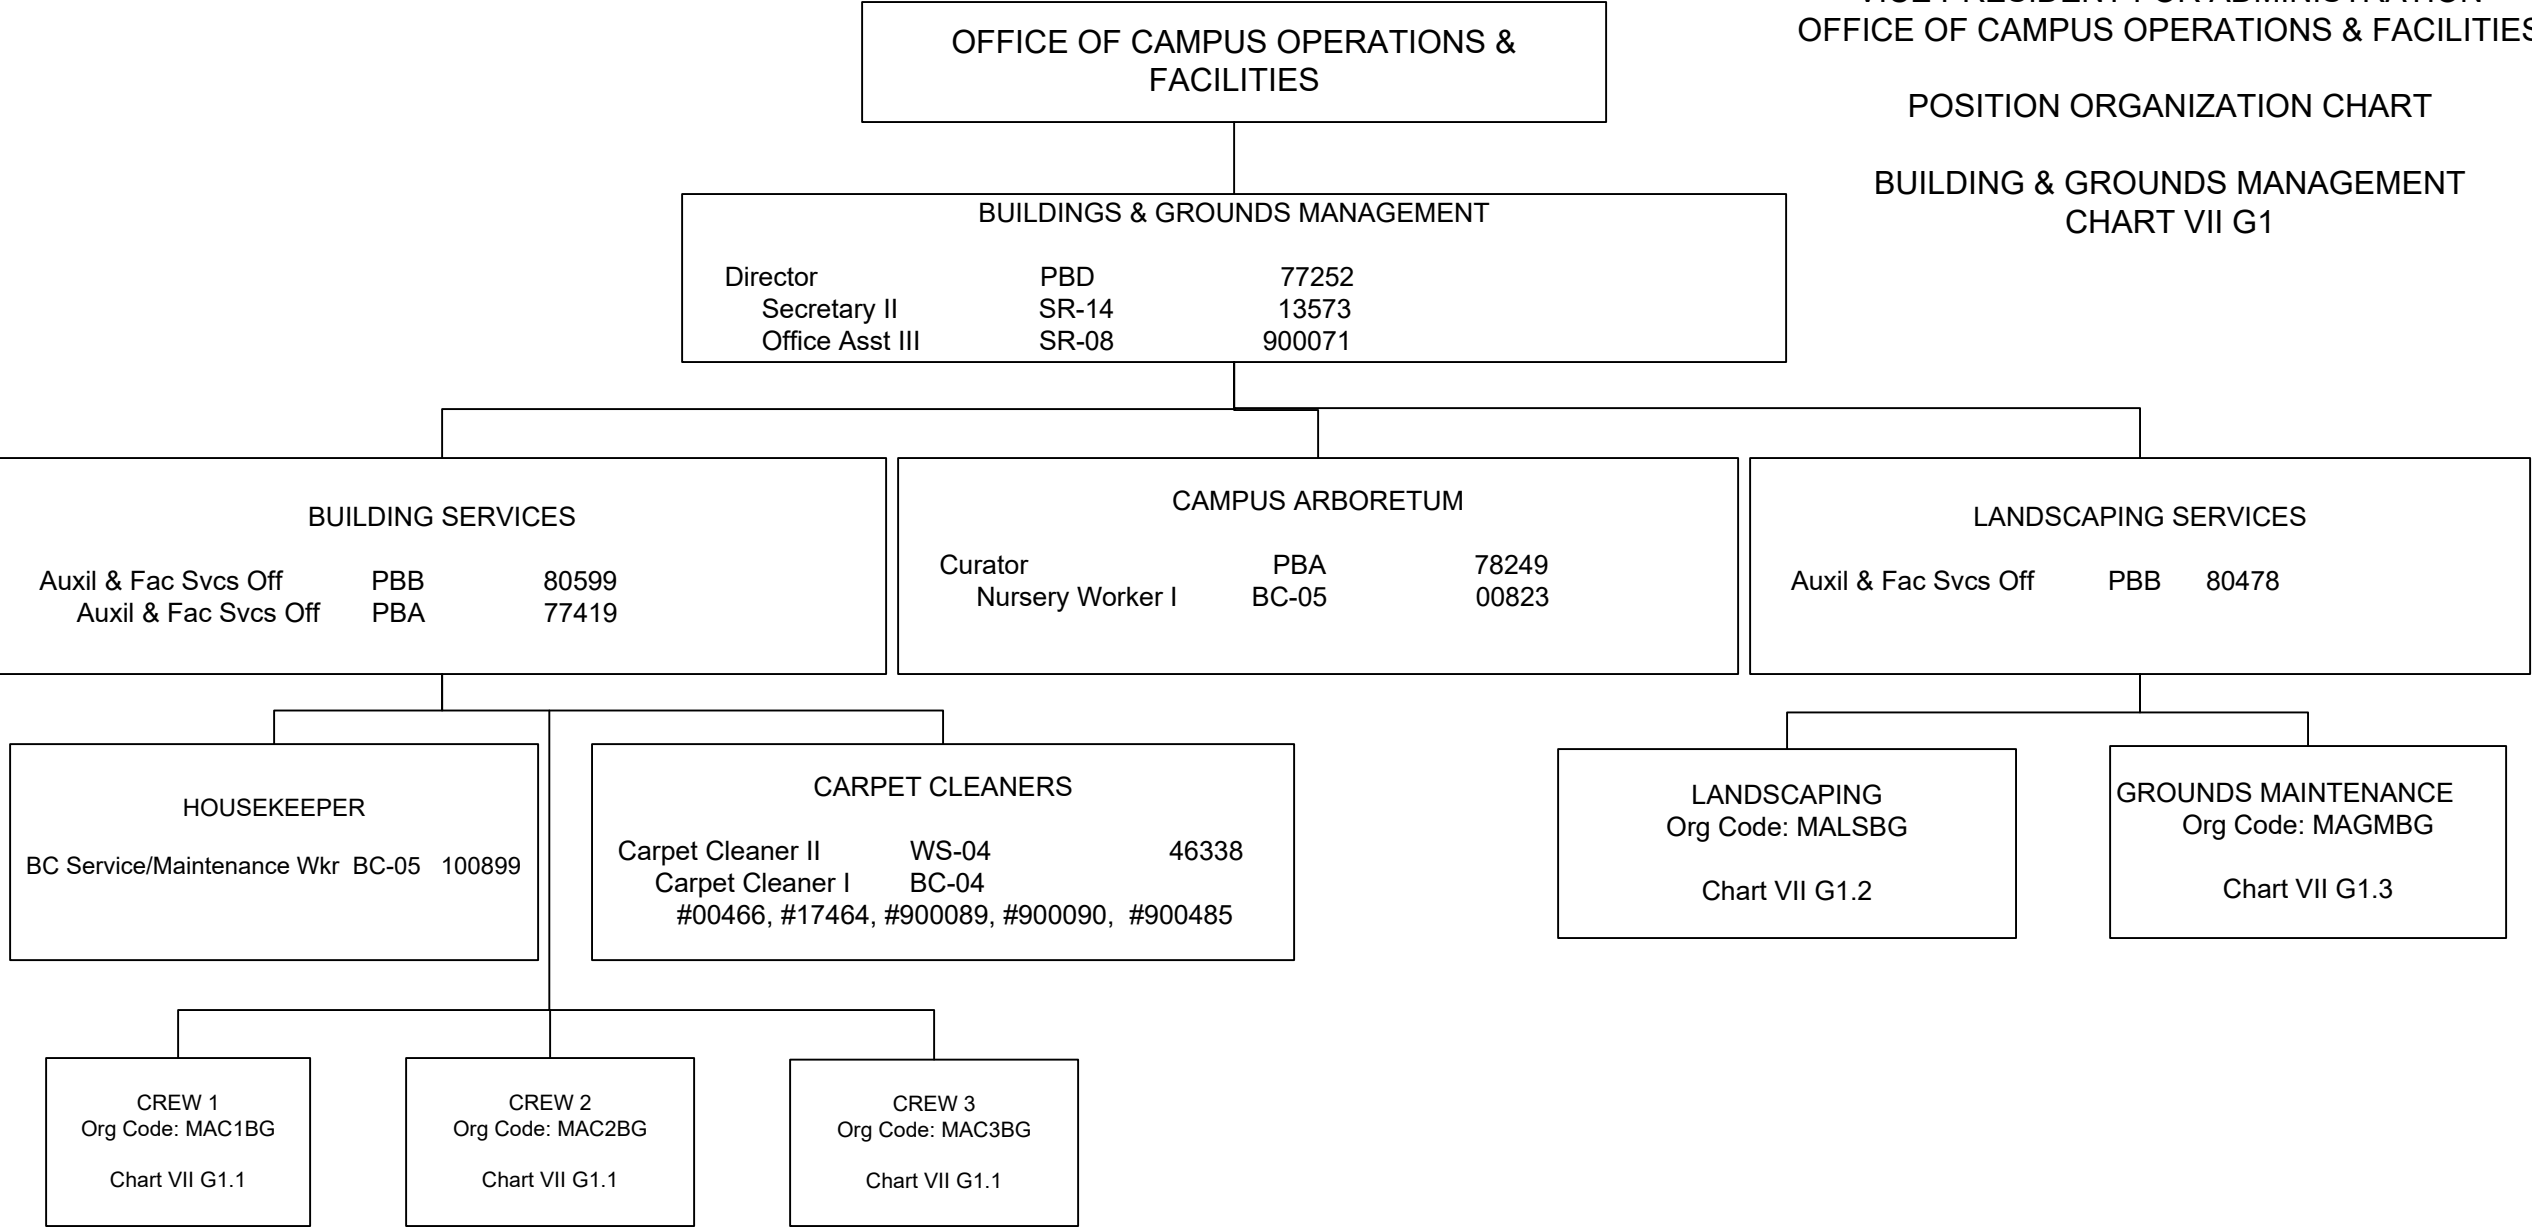 VICE PRESIDENT FOR ADMINISTRATION
OFFICE OF CAMPUS OPERATIONS & FACILITIES
POSITION ORGANIZATION CHART
BUILDING & GROUNDS MANAGEMENT
CHART VII G1
OFFICE OF CAMPUS OPERATIONS &
FACILITIES
BUILDINGS & GROUNDS MANAGEMENT
Director PBD 77252
Secretary II SR-14 13573
Office Asst III SR-08 900071
BUILDING SERVICES
Auxil & Fac Svcs Off PBB 80599
Auxil & Fac Svcs Off PBA 77419
CAMPUS ARBORETUM
Curator PBA 78249
Nursery Worker I BC-05 00823
LANDSCAPING SERVICES
Auxil & Fac Svcs Off PBB 80478
HOUSEKEEPER
BC Service/Maintenance Wkr BC-05 100899
CARPET CLEANERS
Carpet Cleaner II WS-04 46338
Carpet Cleaner I BC-04
#00466, #17464, #900089, #900090, #900485
LANDSCAPING
Org Code: MALSBG
Chart VII G1.2
GROUNDS MAINTENANCE
Org Code: MAGMBG
Chart VII G1.3
CREW 1
Org Code: MAC1BG
Chart VII G1.1
CREW 2
Org Code: MAC2BG
Chart VII G1.1
CREW 3
Org Code: MAC3BG
Chart VII G1.1